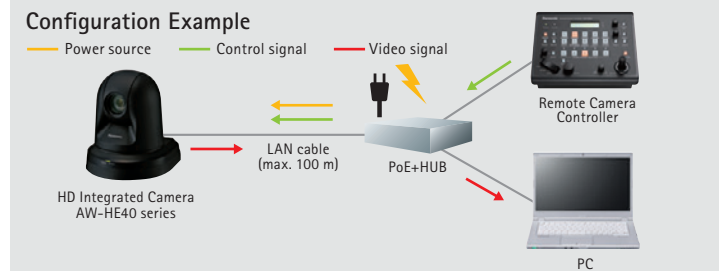 Configuration Example
Power source
Control signal
Video signal
Remote Camera
Controller
LAN cable
(max. 100 m)
PoE+HUB
HD Integrated Camera
AW-HE40 series
PC